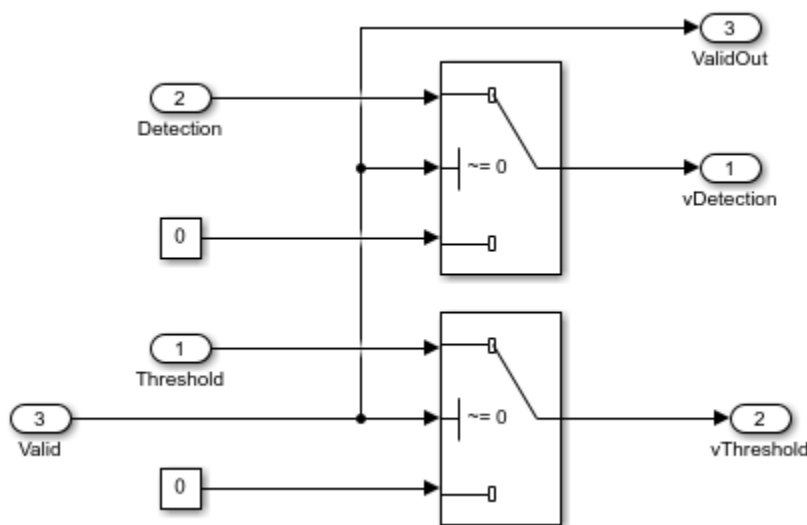 3
ValidOut
2
Detection
~= 0
1
vDetection
0
1
Threshold
3
Valid
~= 0
2
vThreshold
0